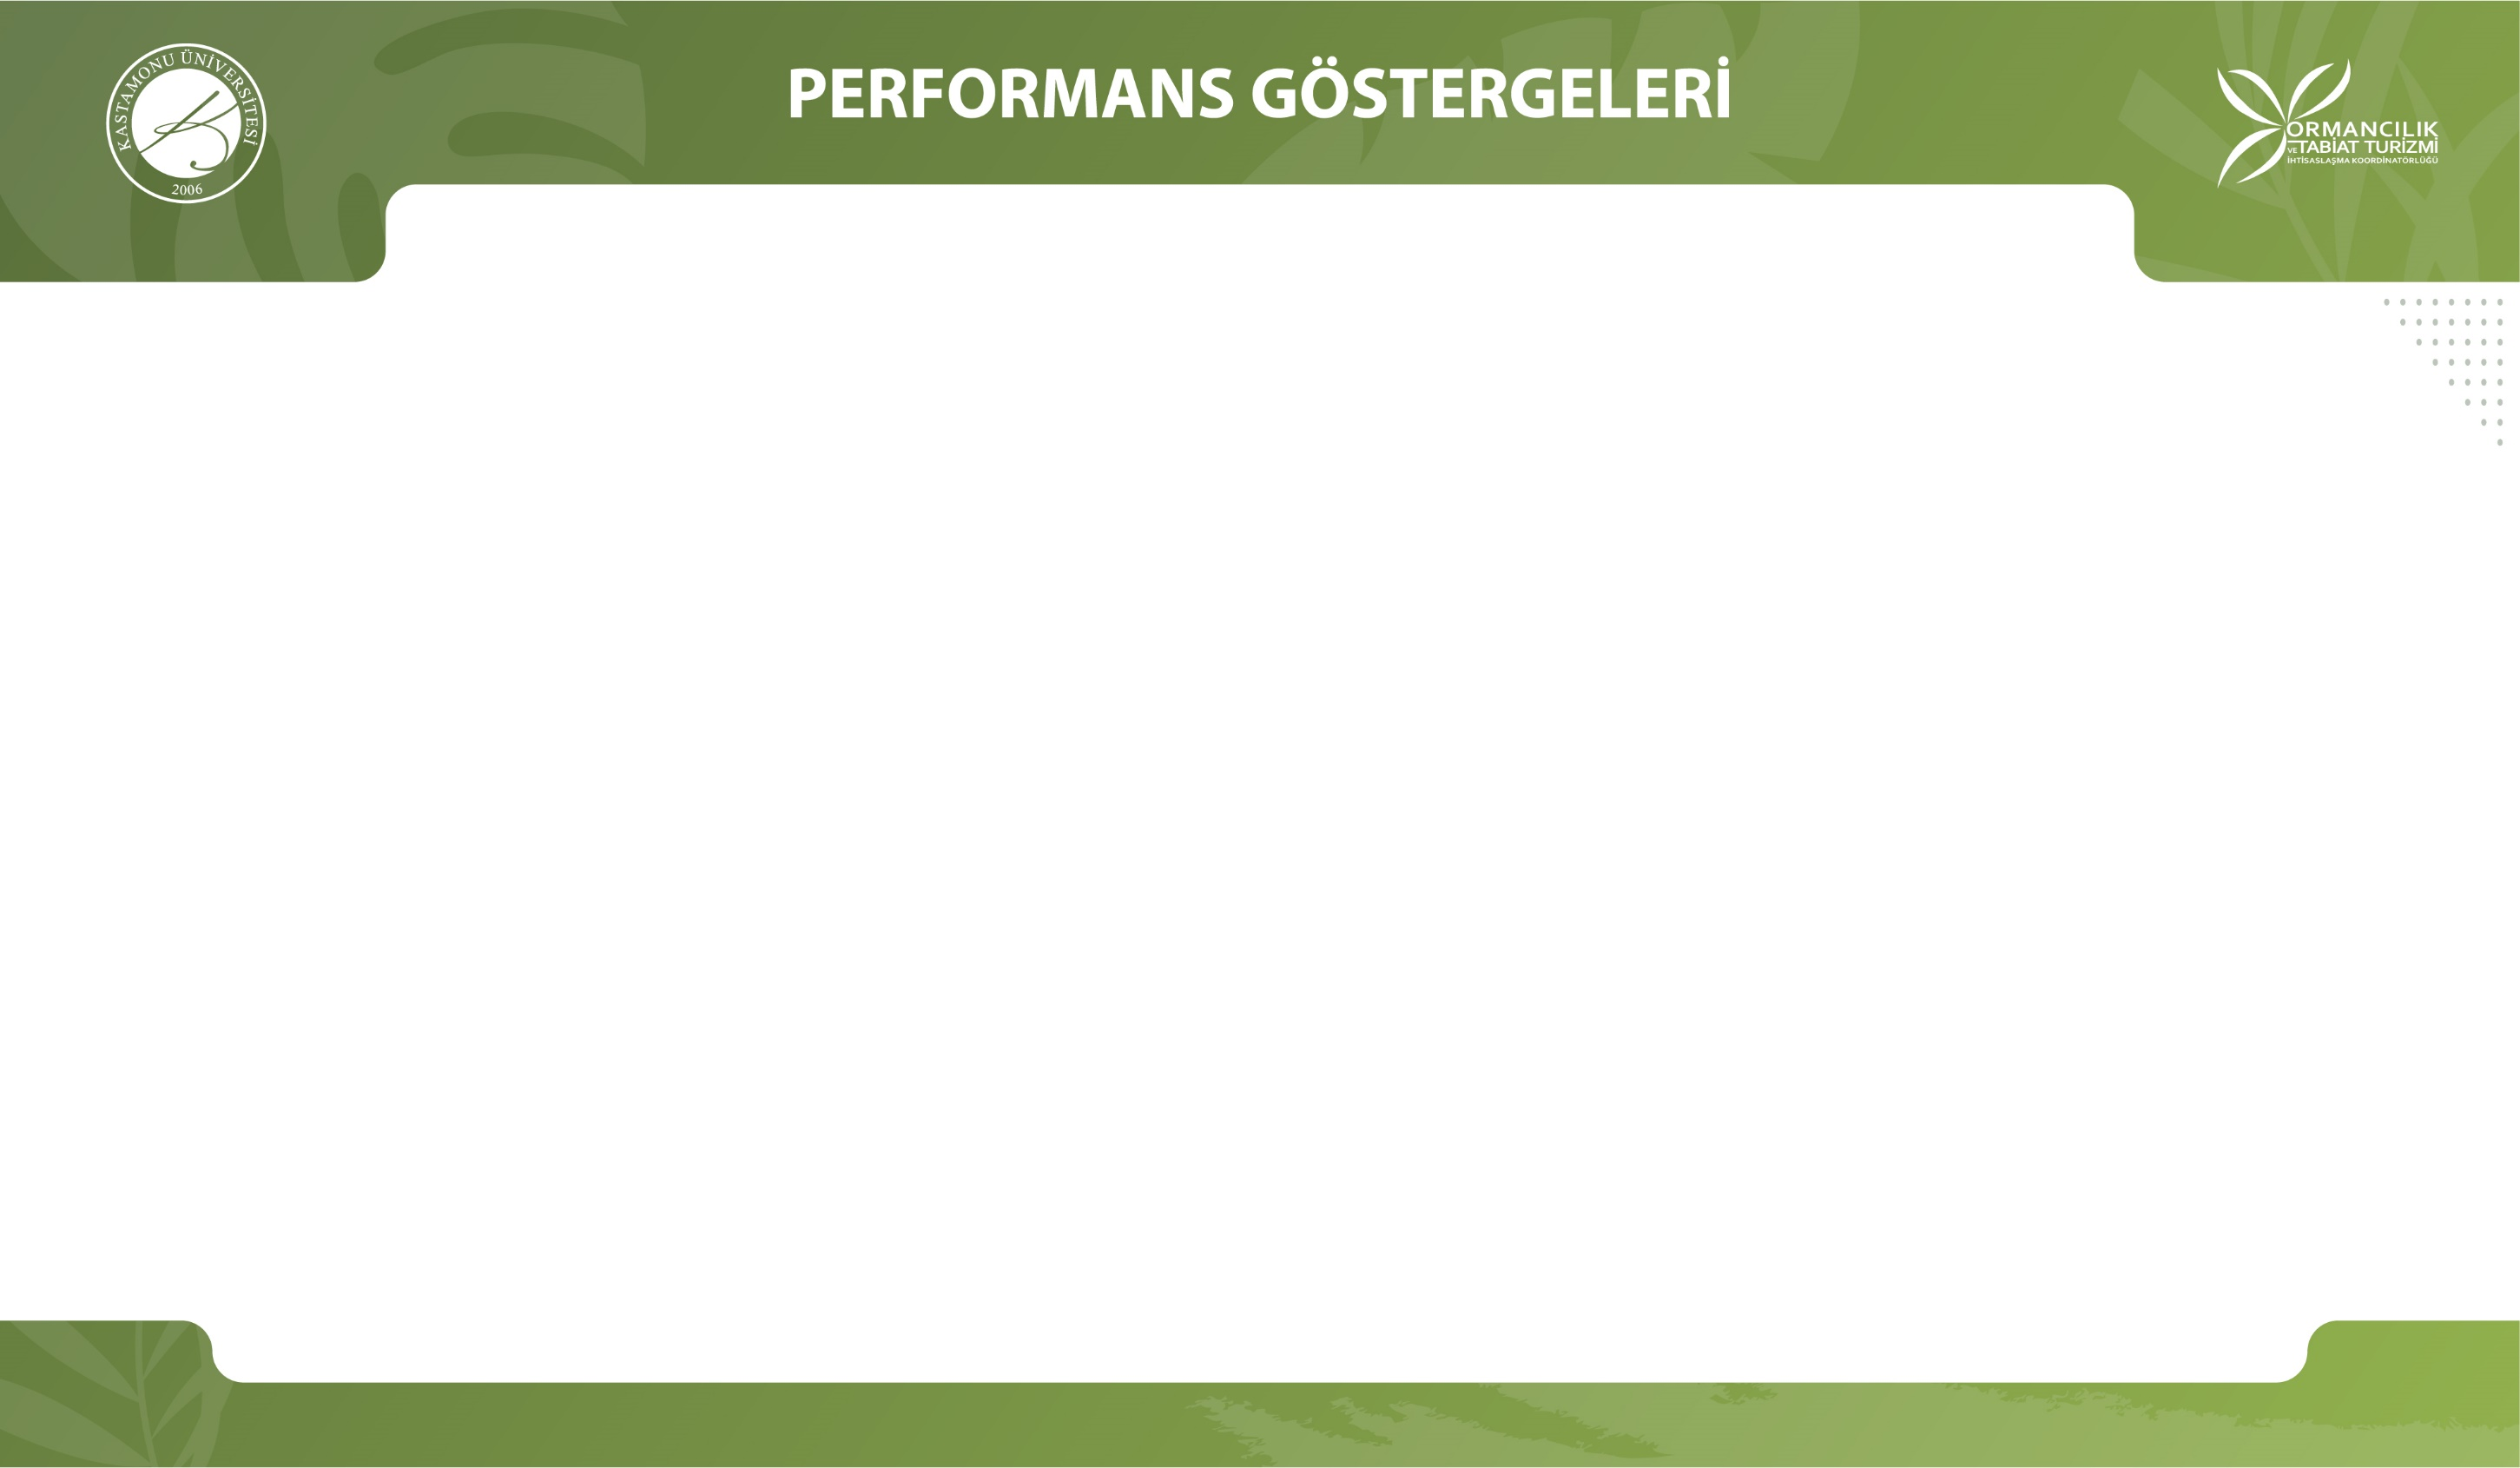 KASTAMONU ÜNİVERSİTESİ
2006
PERFORMANS GÖSTERGELERİ
ORMANCILIK
VE TABİAT TURİZMİ
İHTİSASLAŞMA KOORDİNATÖRLÜĞÜ